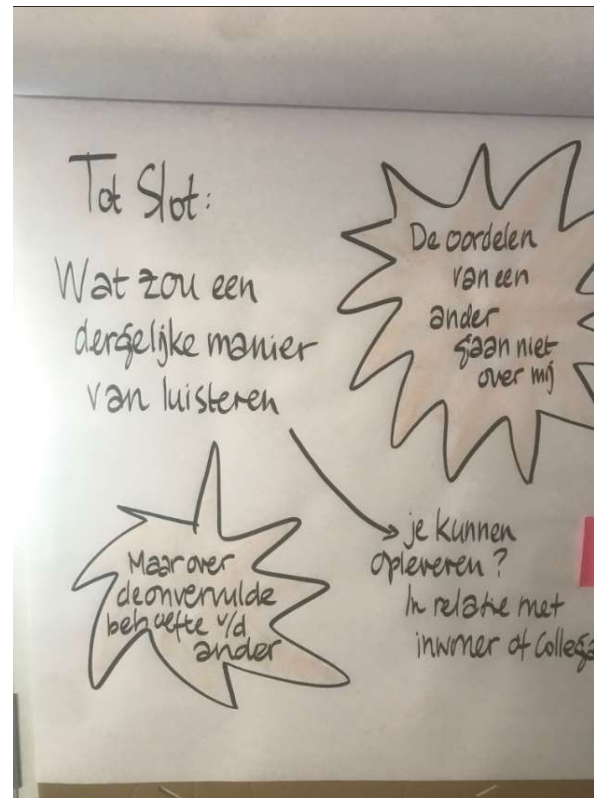 Tot Slot:
Wat zou een
dergelijke manier
van luisteren
je kunnen
opleveren?
In relatie met
inwoner of Collega
De oordelen
van een
ander
gaan niet
over mij
Maar over
de onvervulde
behoefte v/d
ander